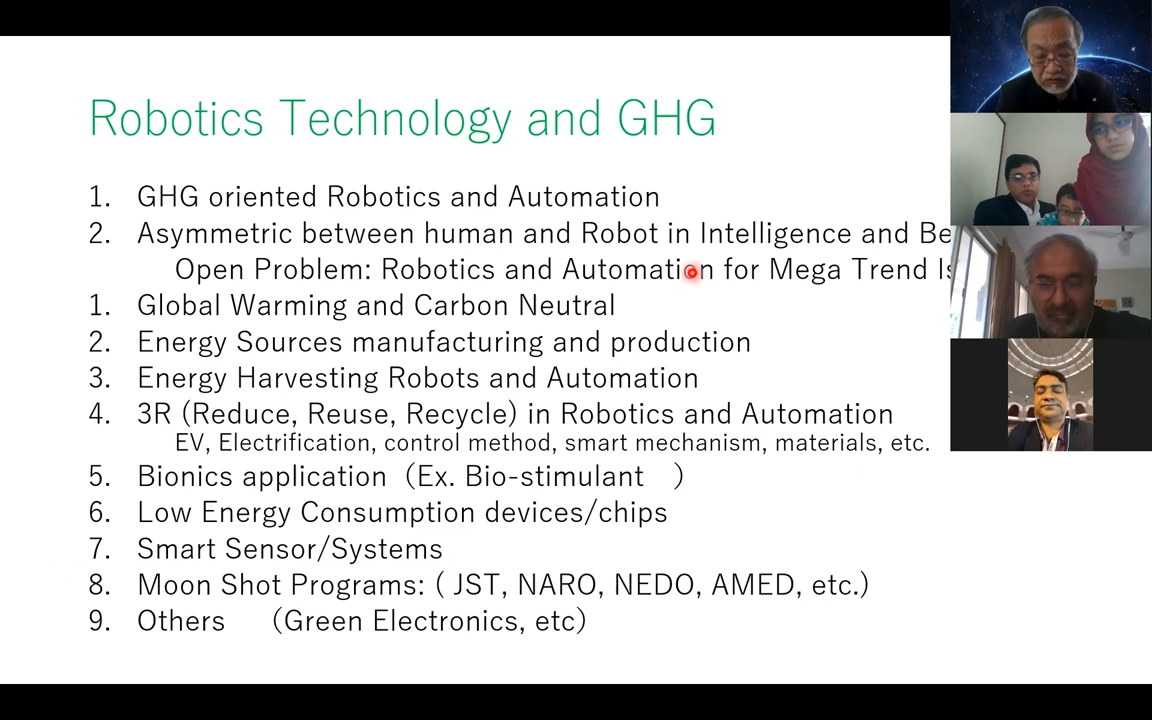 Robotics Technology and GHG
1. GHG oriented Robotics and Automation
2. Asymmetric between human and Robot in Intelligence and
Open Problem: Robotics and Automation for Mega Trend
1. Global Warming and Carbon Neutral
2. Energy Sources manufacturing and production
3. Energy Harvesting Robots and Automation
4. 3R (Reduce, Reuse, Recycle) in Robotics and Automation
EV, Electrification, control method, smart mechanism, materials, etc.
5. Bionics application（Ex. Bio-stimulant　）
6. Low Energy Consumption devices/chips
7. Smart Sensor/Systems
8. Moon Shot Programs: ( JST, NARO, NEDO, AMED, etc.)
9. Others　（Green Electronics, etc）